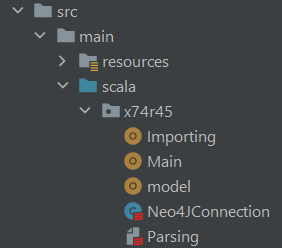 src
main
resources
scala
x74r45
Importing
Main
model
Neo4JConnection
Parsing